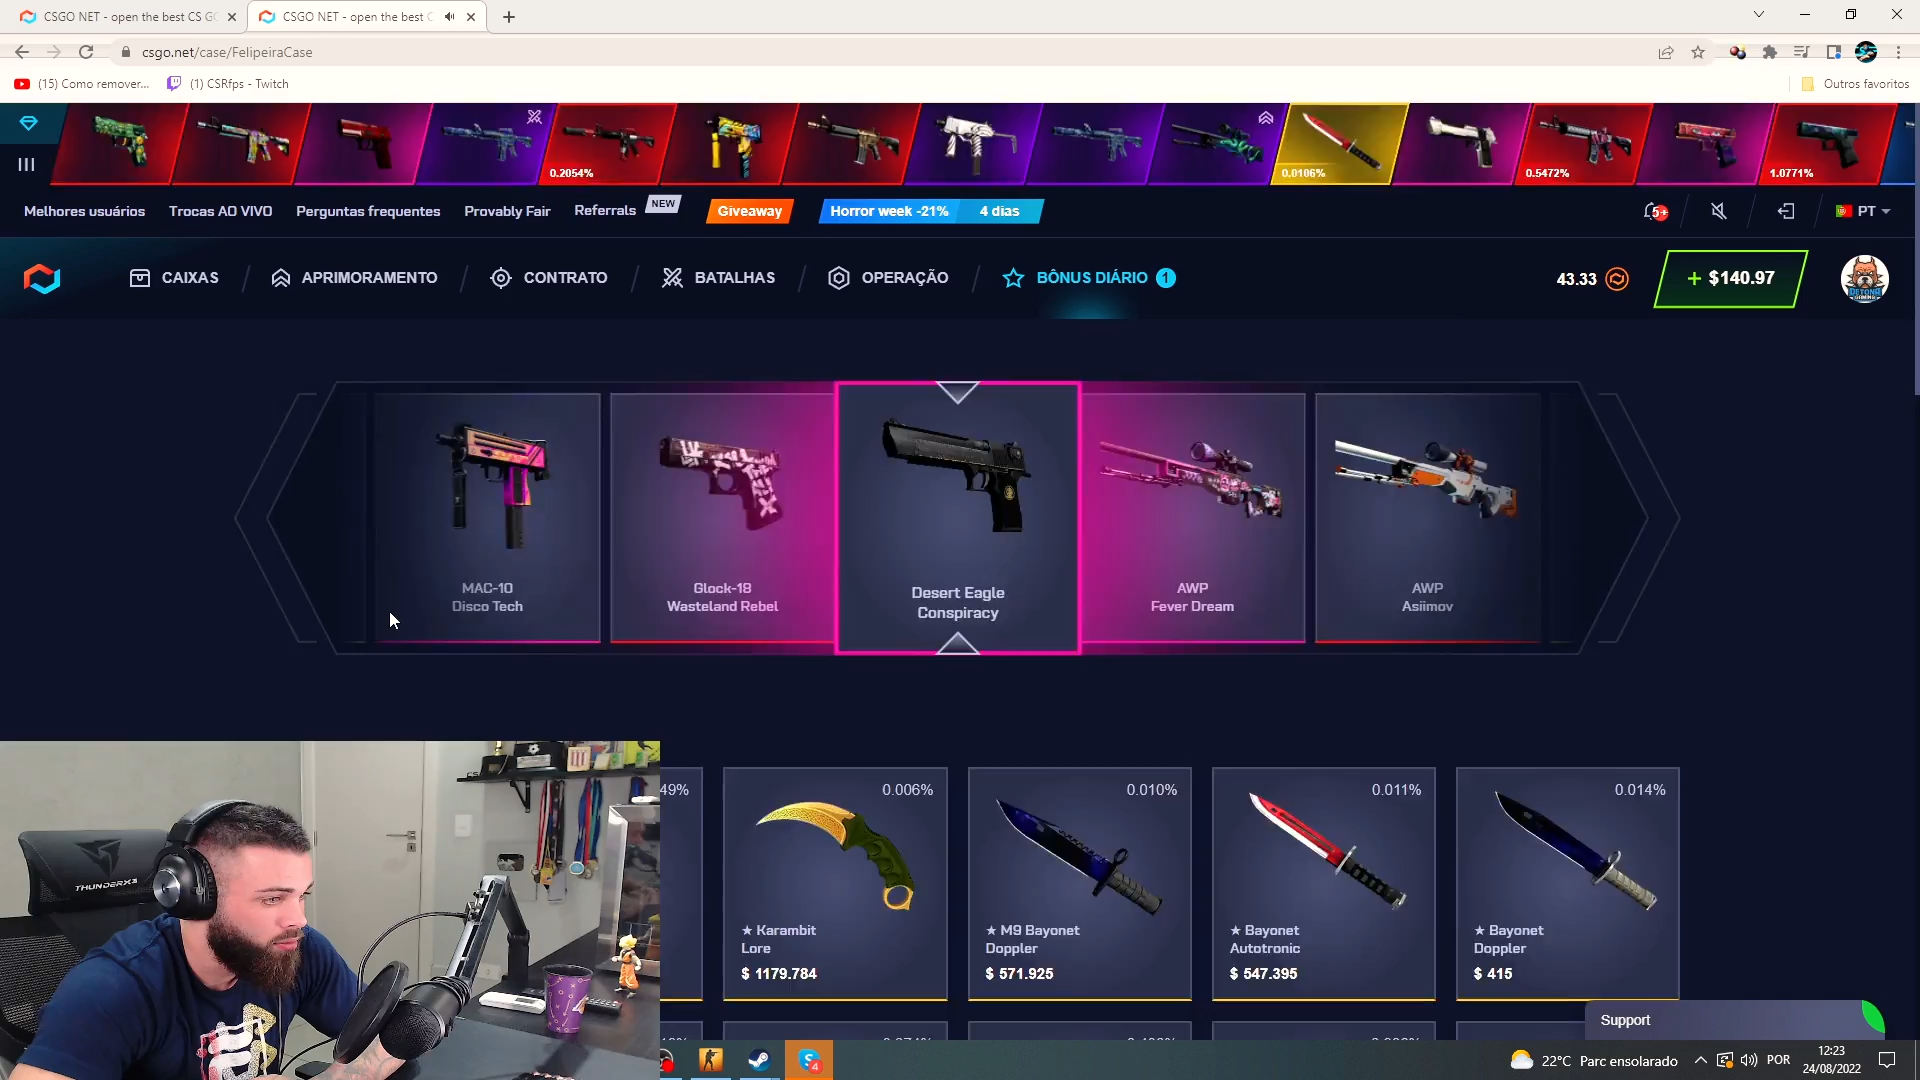 CSGO NET - open the best CS GO
CSGO NET - open the best C
csgo.net/case/FelipeiraCase
(15) Como remover...
(1) CSRfps - Twitch
Outros favoritos
0.2054%
0.0106%
0.5472%
1.0771%
Melhores usuários
Trocas AO VIVO
Perguntas frequentes
Provably Fair
Referrals
NEW
Giveaway
Horror week -21%
4 dias
5+
PT
CAIXAS
APRIMORAMENTO
CONTRATO
BATALHAS
OPERAÇÃO
BÔNUS DIÁRIO 1
43.33
+ $140.97
MAC-10
Disco Tech
Glock-18
Wasteland Rebel
Desert Eagle
Conspiracy
AWP
Fever Dream
AWP
Asiimov
49%
0.006%
★ Karambit
Lore
$ 1179.784
0.010%
★ M9 Bayonet
Doppler
$ 571.925
0.011%
★ Bayonet
Autotronic
$ 547.395
0.014%
★ Bayonet
Doppler
$ 415
THUNDERX3
Support
4
22°C Parc ensolarado
POR
12:23
24/08/2022